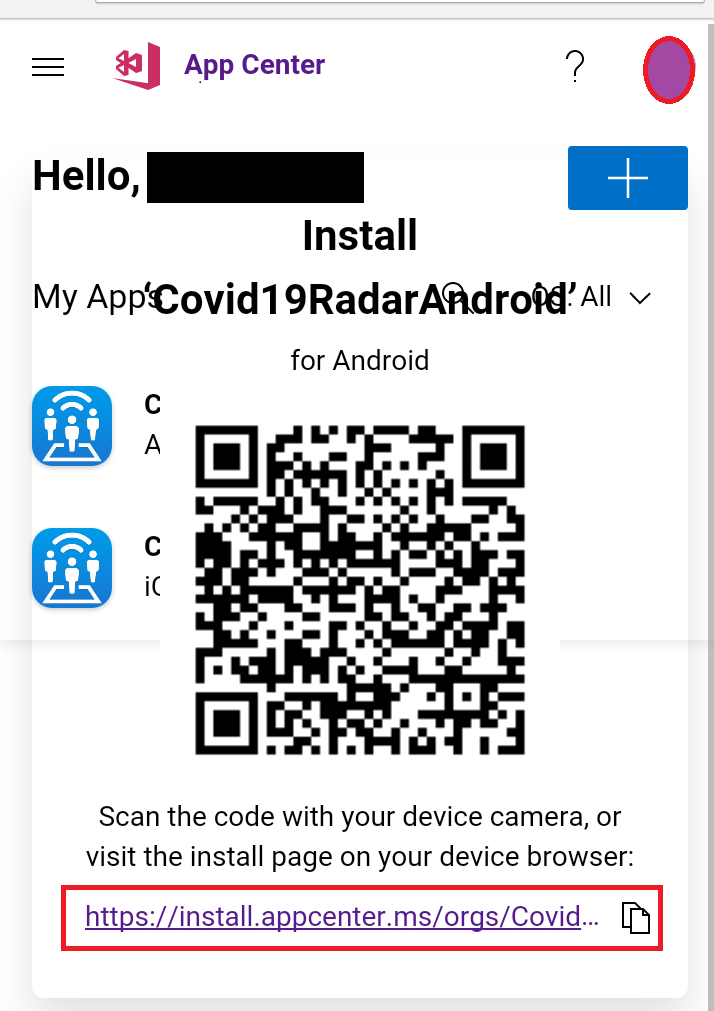 App Center
Hello,
Install
My Apps
'Covid19RadarAndroid'
All
for Android
C
A
C
Scan the code with your device camera, or
visit the install page on your device browser:
https://install.appcenter.ms/orgs/Covid...